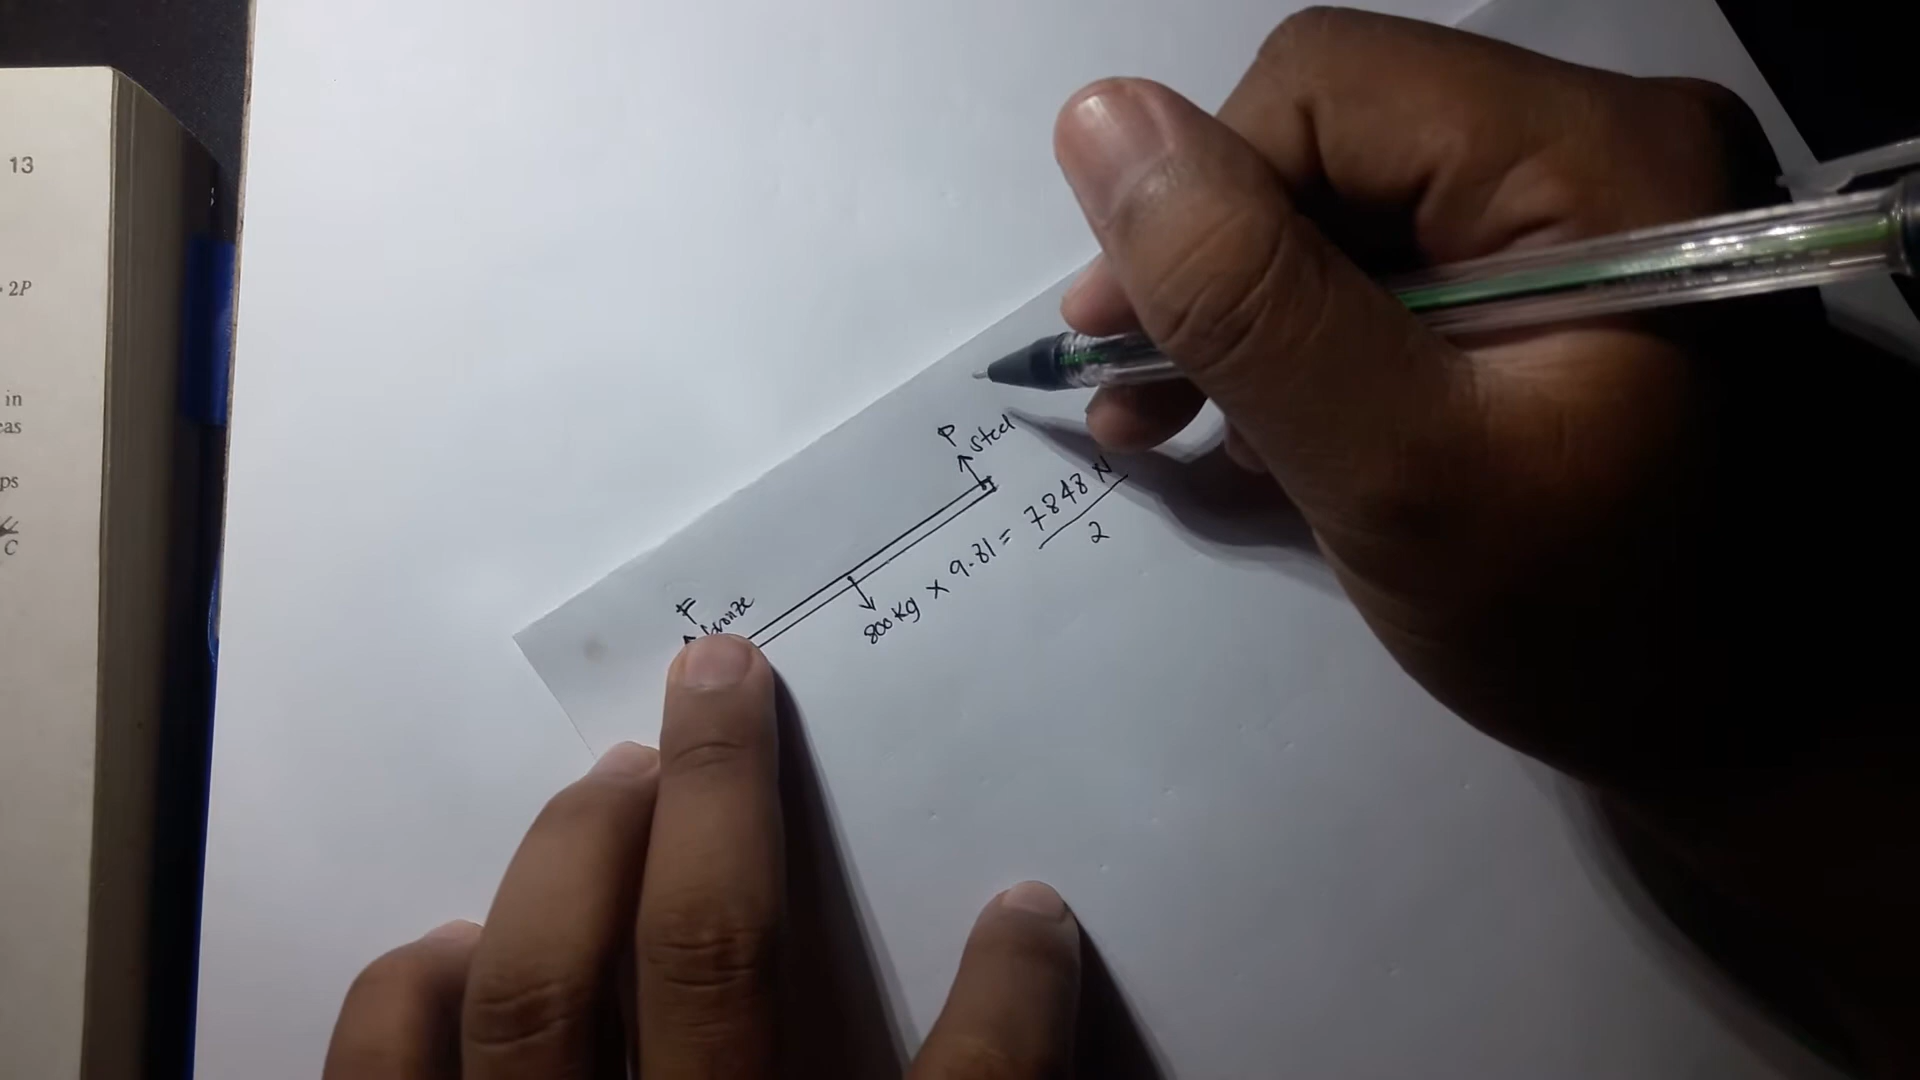 13
2P
in
eas
ps
C
P
steel
F
bronze
800 Kg × 9.81 = 7848 N
2